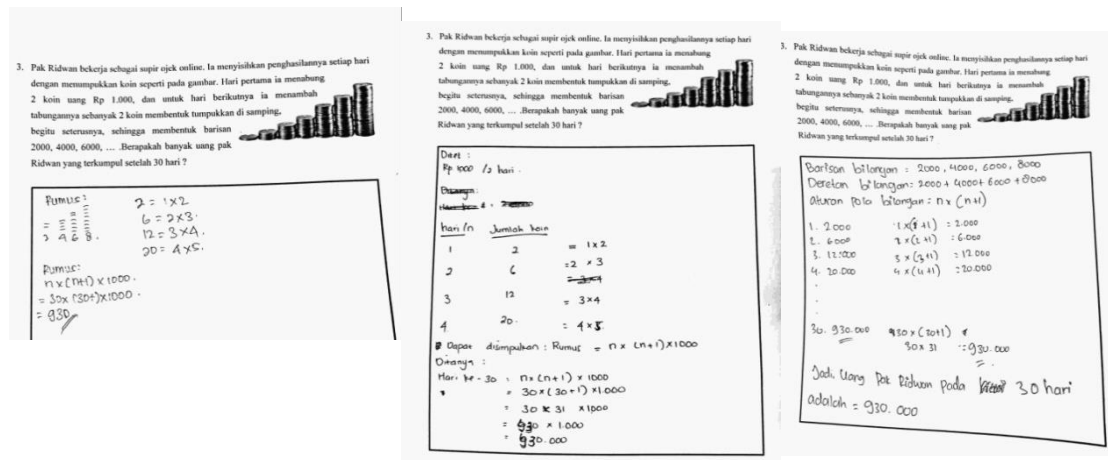 3. Pak Ridwan bekerja sebagai supir ojek online. Ia menyisihkan penghasilannya setiap hari
dengan menumpukkan koin seperti pada gambar. Hari pertama ia menabung
2 koin uang Rp 1.000, dan untuk hari berikutnya ia menambah
tabungannya sebanyak 2 koin membentuk tumpukkan di samping,
begitu seterusnya, sehingga membentuk barisan
2000, 4000, 6000, ... .Berapakah banyak uang pak
Ridwan yang terkumpul setelah 30 hari ?
Rumus :
2 4 6 8.
2 = 1x2
6 = 2x3.
12 = 3x4.
20 = 4x5.
Rumus:
n x (n+1) x 1000.
= 30x (30+)x1000.
= 930
3. Pak Ridwan bekerja sebagai supir ojek online. Ia menyisihkan penghasilannya setiap hari
dengan menumpukkan koin seperti pada gambar. Hari pertama ia menabung
2 koin uang Rp 1.000, dan untuk hari berikutnya ia menambah
tabungannya sebanyak 2 koin membentuk tumpukkan di samping,
begitu seterusnya, sehingga membentuk barisan
2000, 4000, 6000, ... .Berapakah banyak uang pak
Ridwan yang terkumpul setelah 30 hari ?
:
Rp 1000 /2 hari .
hari /n Jumlah koin
1 2 = 1x2
2 6 = 2 x 3
3 12 = 3x4
4 20. = 4x5
Dapat disimpulkan : Rumus = n x (n+1)x1000
Ditanya :
Hari ke - 30 : n x (n+1) x 1000
= 30x (30+1) x1.000
= 30 x 31 x1000
= 930 x 1.000
= 930.000
3. Pak Ridwan bekerja sebagai supir ojek online. Ia menyisihkan penghasilannya setiap hari
dengan menumpukkan koin seperti pada gambar. Hari pertama ia menabung
2 koin uang Rp 1.000, dan untuk hari berikutnya ia menambah
tabungannya sebanyak 2 koin membentuk tumpukkan di samping,
begitu seterusnya, sehingga membentuk barisan
2000, 4000, 6000, ... .Berapakah banyak uang pak
Ridwan yang terkumpul setelah 30 hari ?
Barisan bilangan = 2000, 4000, 6000, 8000
Deretan bilangan: 2000 + 4000+ 6000 +8000
aturan Pola bilangan : n x (n+1)
1. 2.000 1x(1+1) : 2.000
2. 6.000 2x(2+1) : 6.000
3. 12.000 3x(3+1) : 12.000
4. 20.000 4x(4+1) : 20.000
30. 930.000 30x(30+1)
30x 31 = 930.000
Jadi, Uang Pak Ridwan Pada 30 hari
adalah = 930. 000